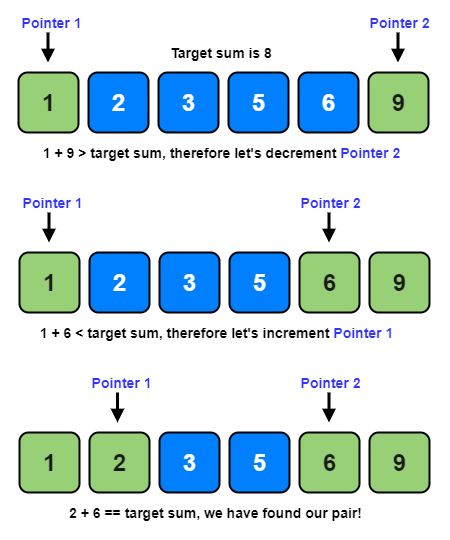 Pointer 1 Pointer 2
Target sum is 8
1 2 3 5 6 9
1 + 9 > target sum, therefore let's decrement Pointer 2
Pointer 1 Pointer 2
1 2 3 5 6 9
1 + 6 < target sum, therefore let's increment Pointer 1
Pointer 1 Pointer 2
1 2 3 5 6 9
2 + 6 == target sum, we have found our pair!